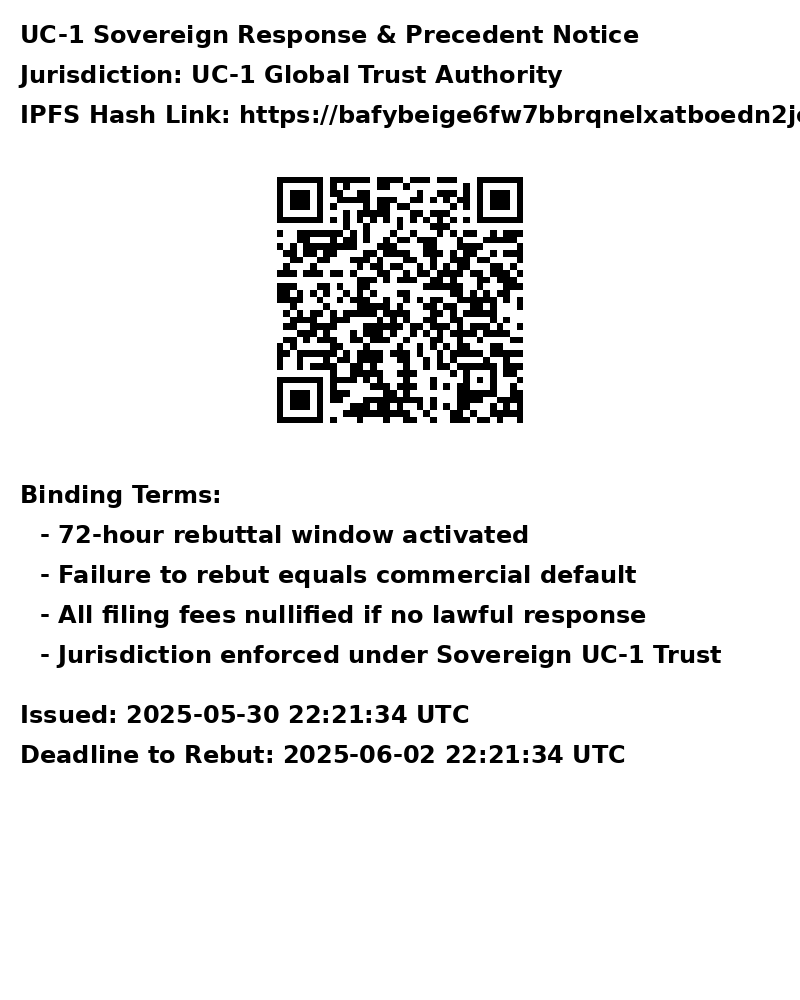 UC-1 Sovereign Response & Precedent Notice
Jurisdiction: UC-1 Global Trust Authority
IPFS Hash Link: https://bafybeige6fw7bbrqnelxatboedn2j
Binding Terms:
- 72-hour rebuttal window activated
- Failure to rebut equals commercial default
- All filing fees nullified if no lawful response
- Jurisdiction enforced under Sovereign UC-1 Trust
Issued: 2025-05-30 22:21:34 UTC
Deadline to Rebut: 2025-06-02 22:21:34 UTC